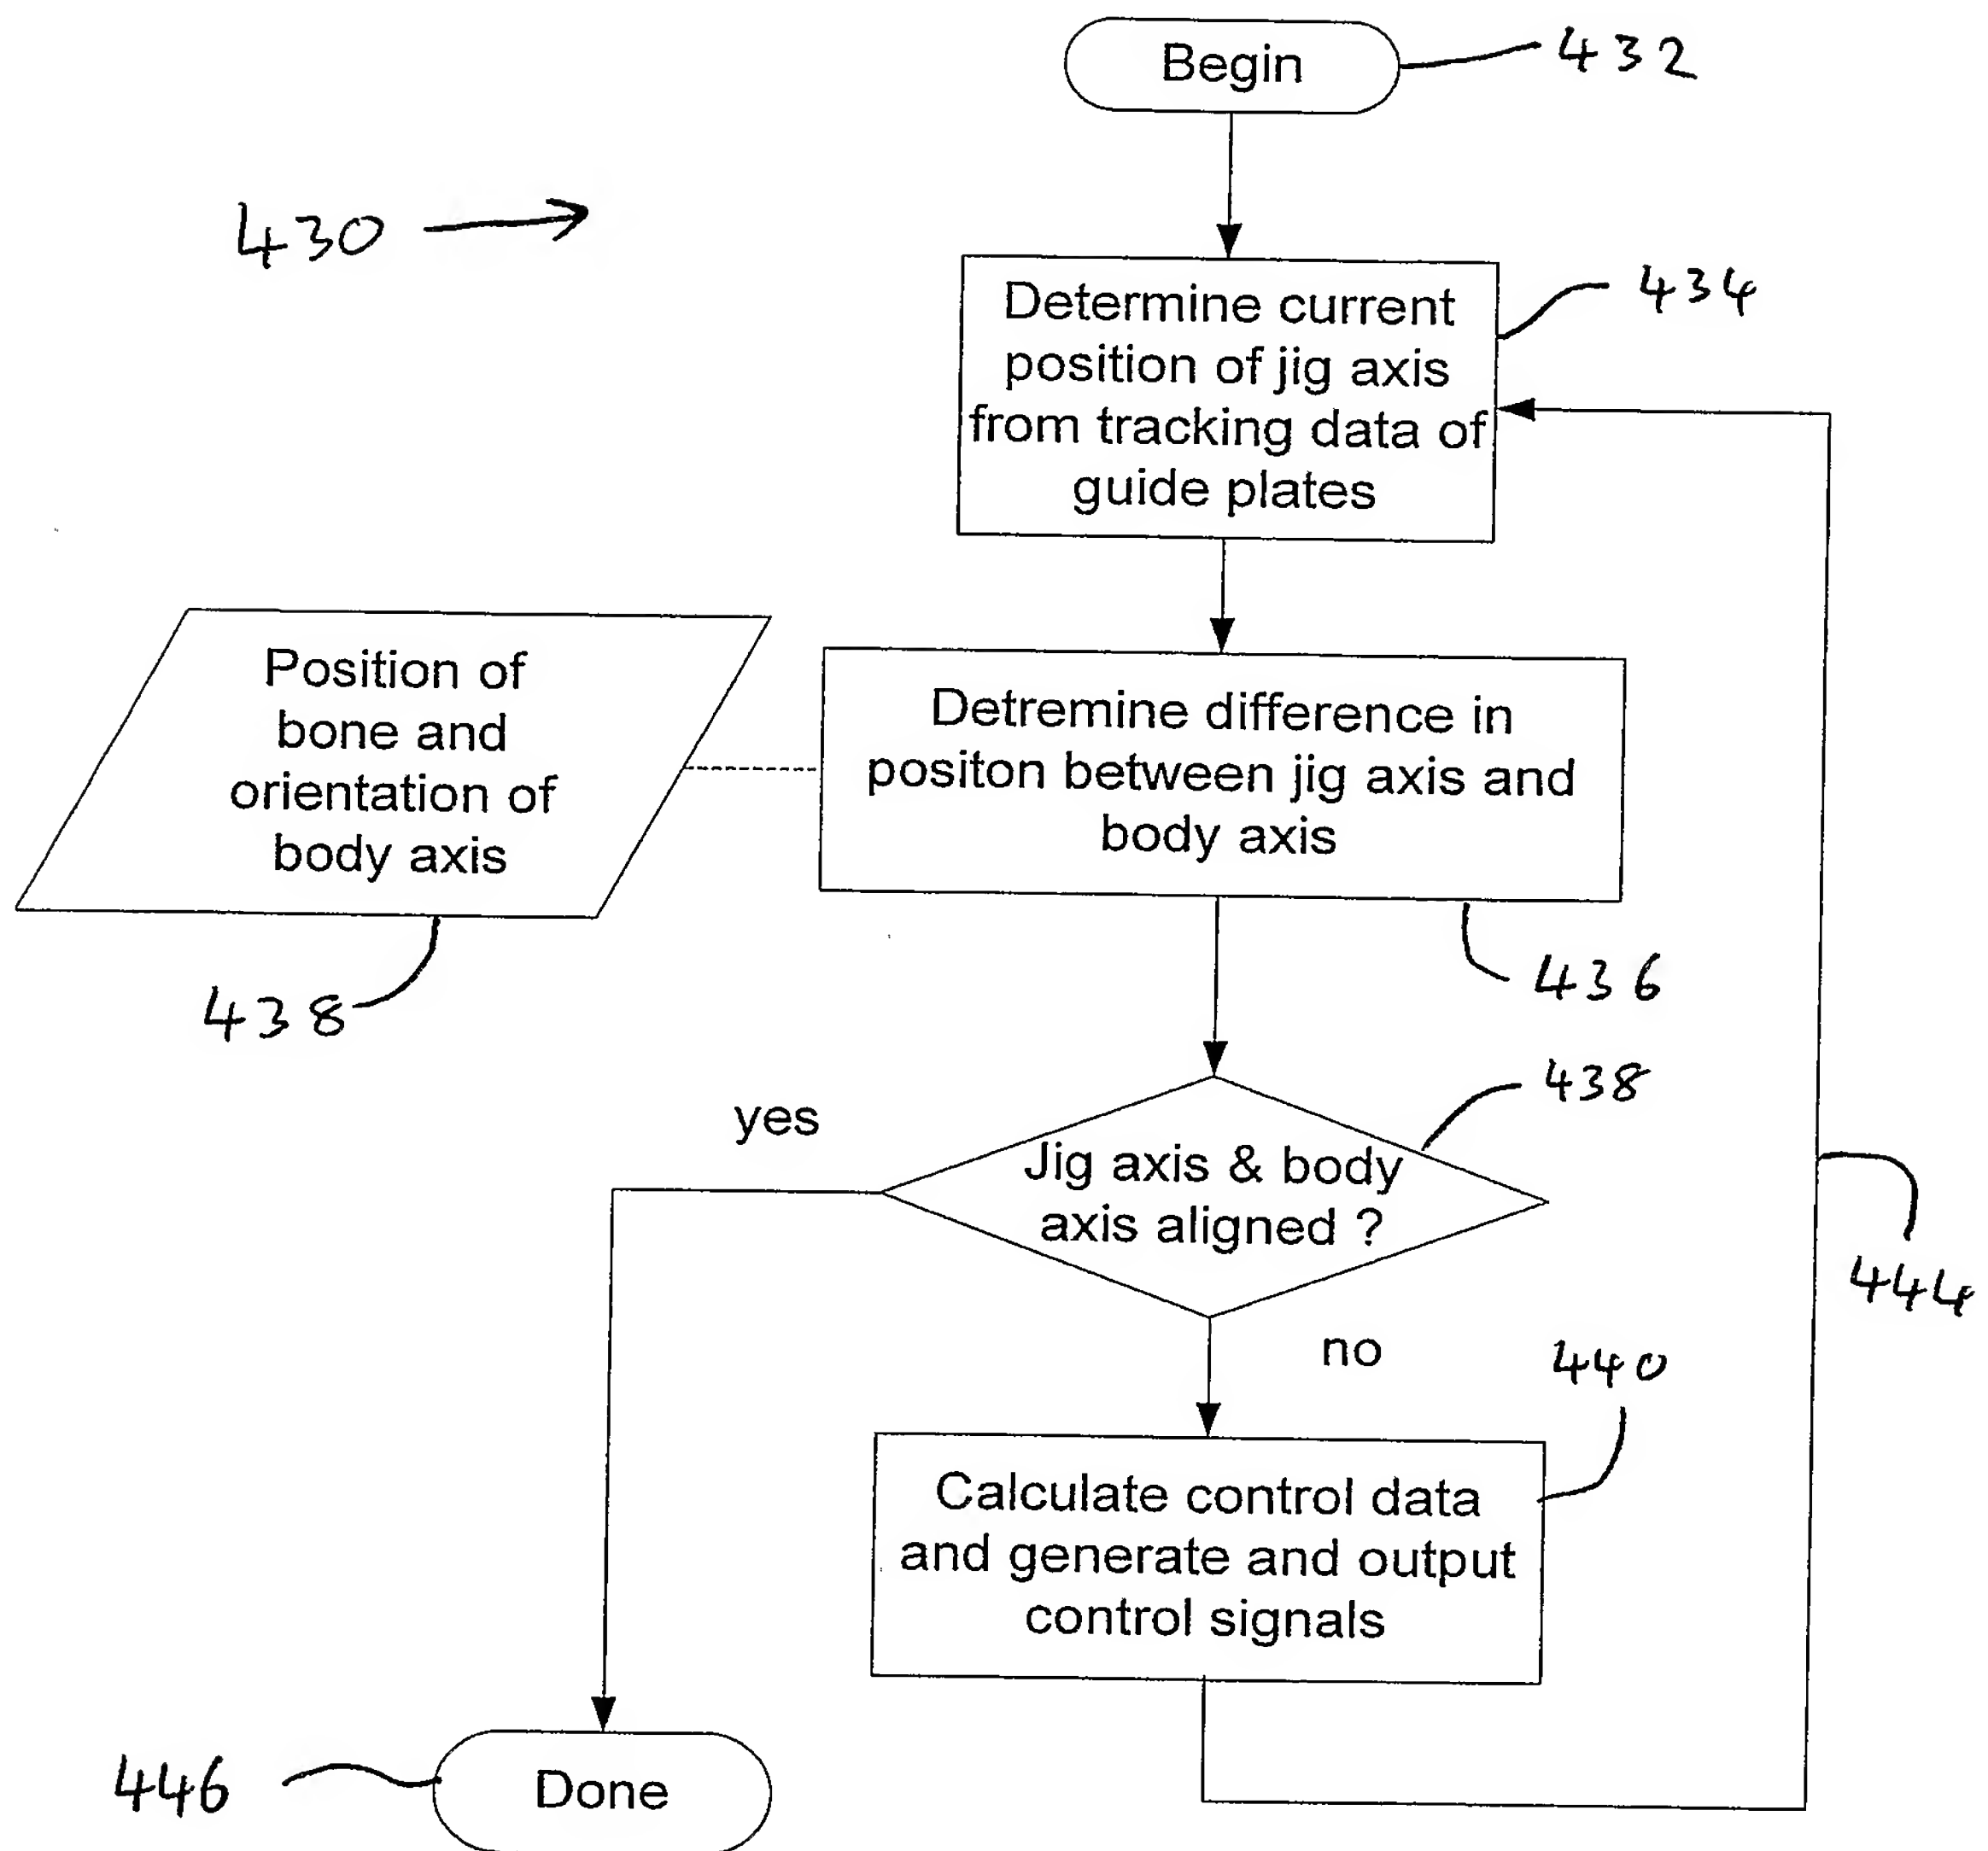 Begin
432
430
Determine current
position of jig axis
from tracking data of
guide plates
434
Position of
bone and
orientation of
body axis
438
Detremine difference in
positon between jig axis and
body axis
436
yes
Jig axis & body
axis aligned ?
438
444
no
440
Calculate control data
and generate and output
control signals
446
Done